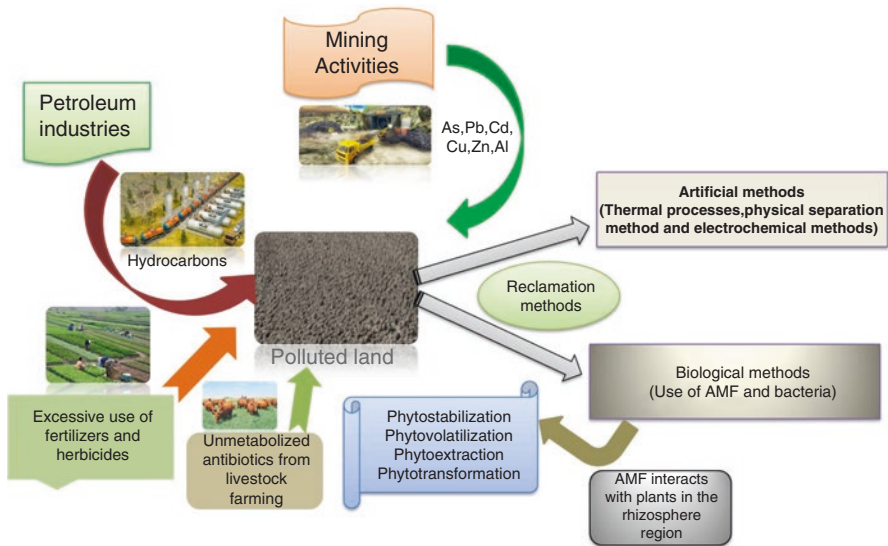 Mining
Activities
Petroleum
industries
As,Pb,Cd,
Cu,Zn,Al
Hydrocarbons
Artificial methods
(Thermal processes,physical separation
method and electrochemical methods)
Reclamation
methods
Polluted land
Biological methods
(Use of AMF and bacteria)
Excessive use of
fertilizers and
herbicides
Unmetabolized
antibiotics from
livestock
farming
Phytostabilization
Phytovolatilization
Phytoextraction
Phytotransformation
AMF interacts
with plants in the
rhizosphere
region